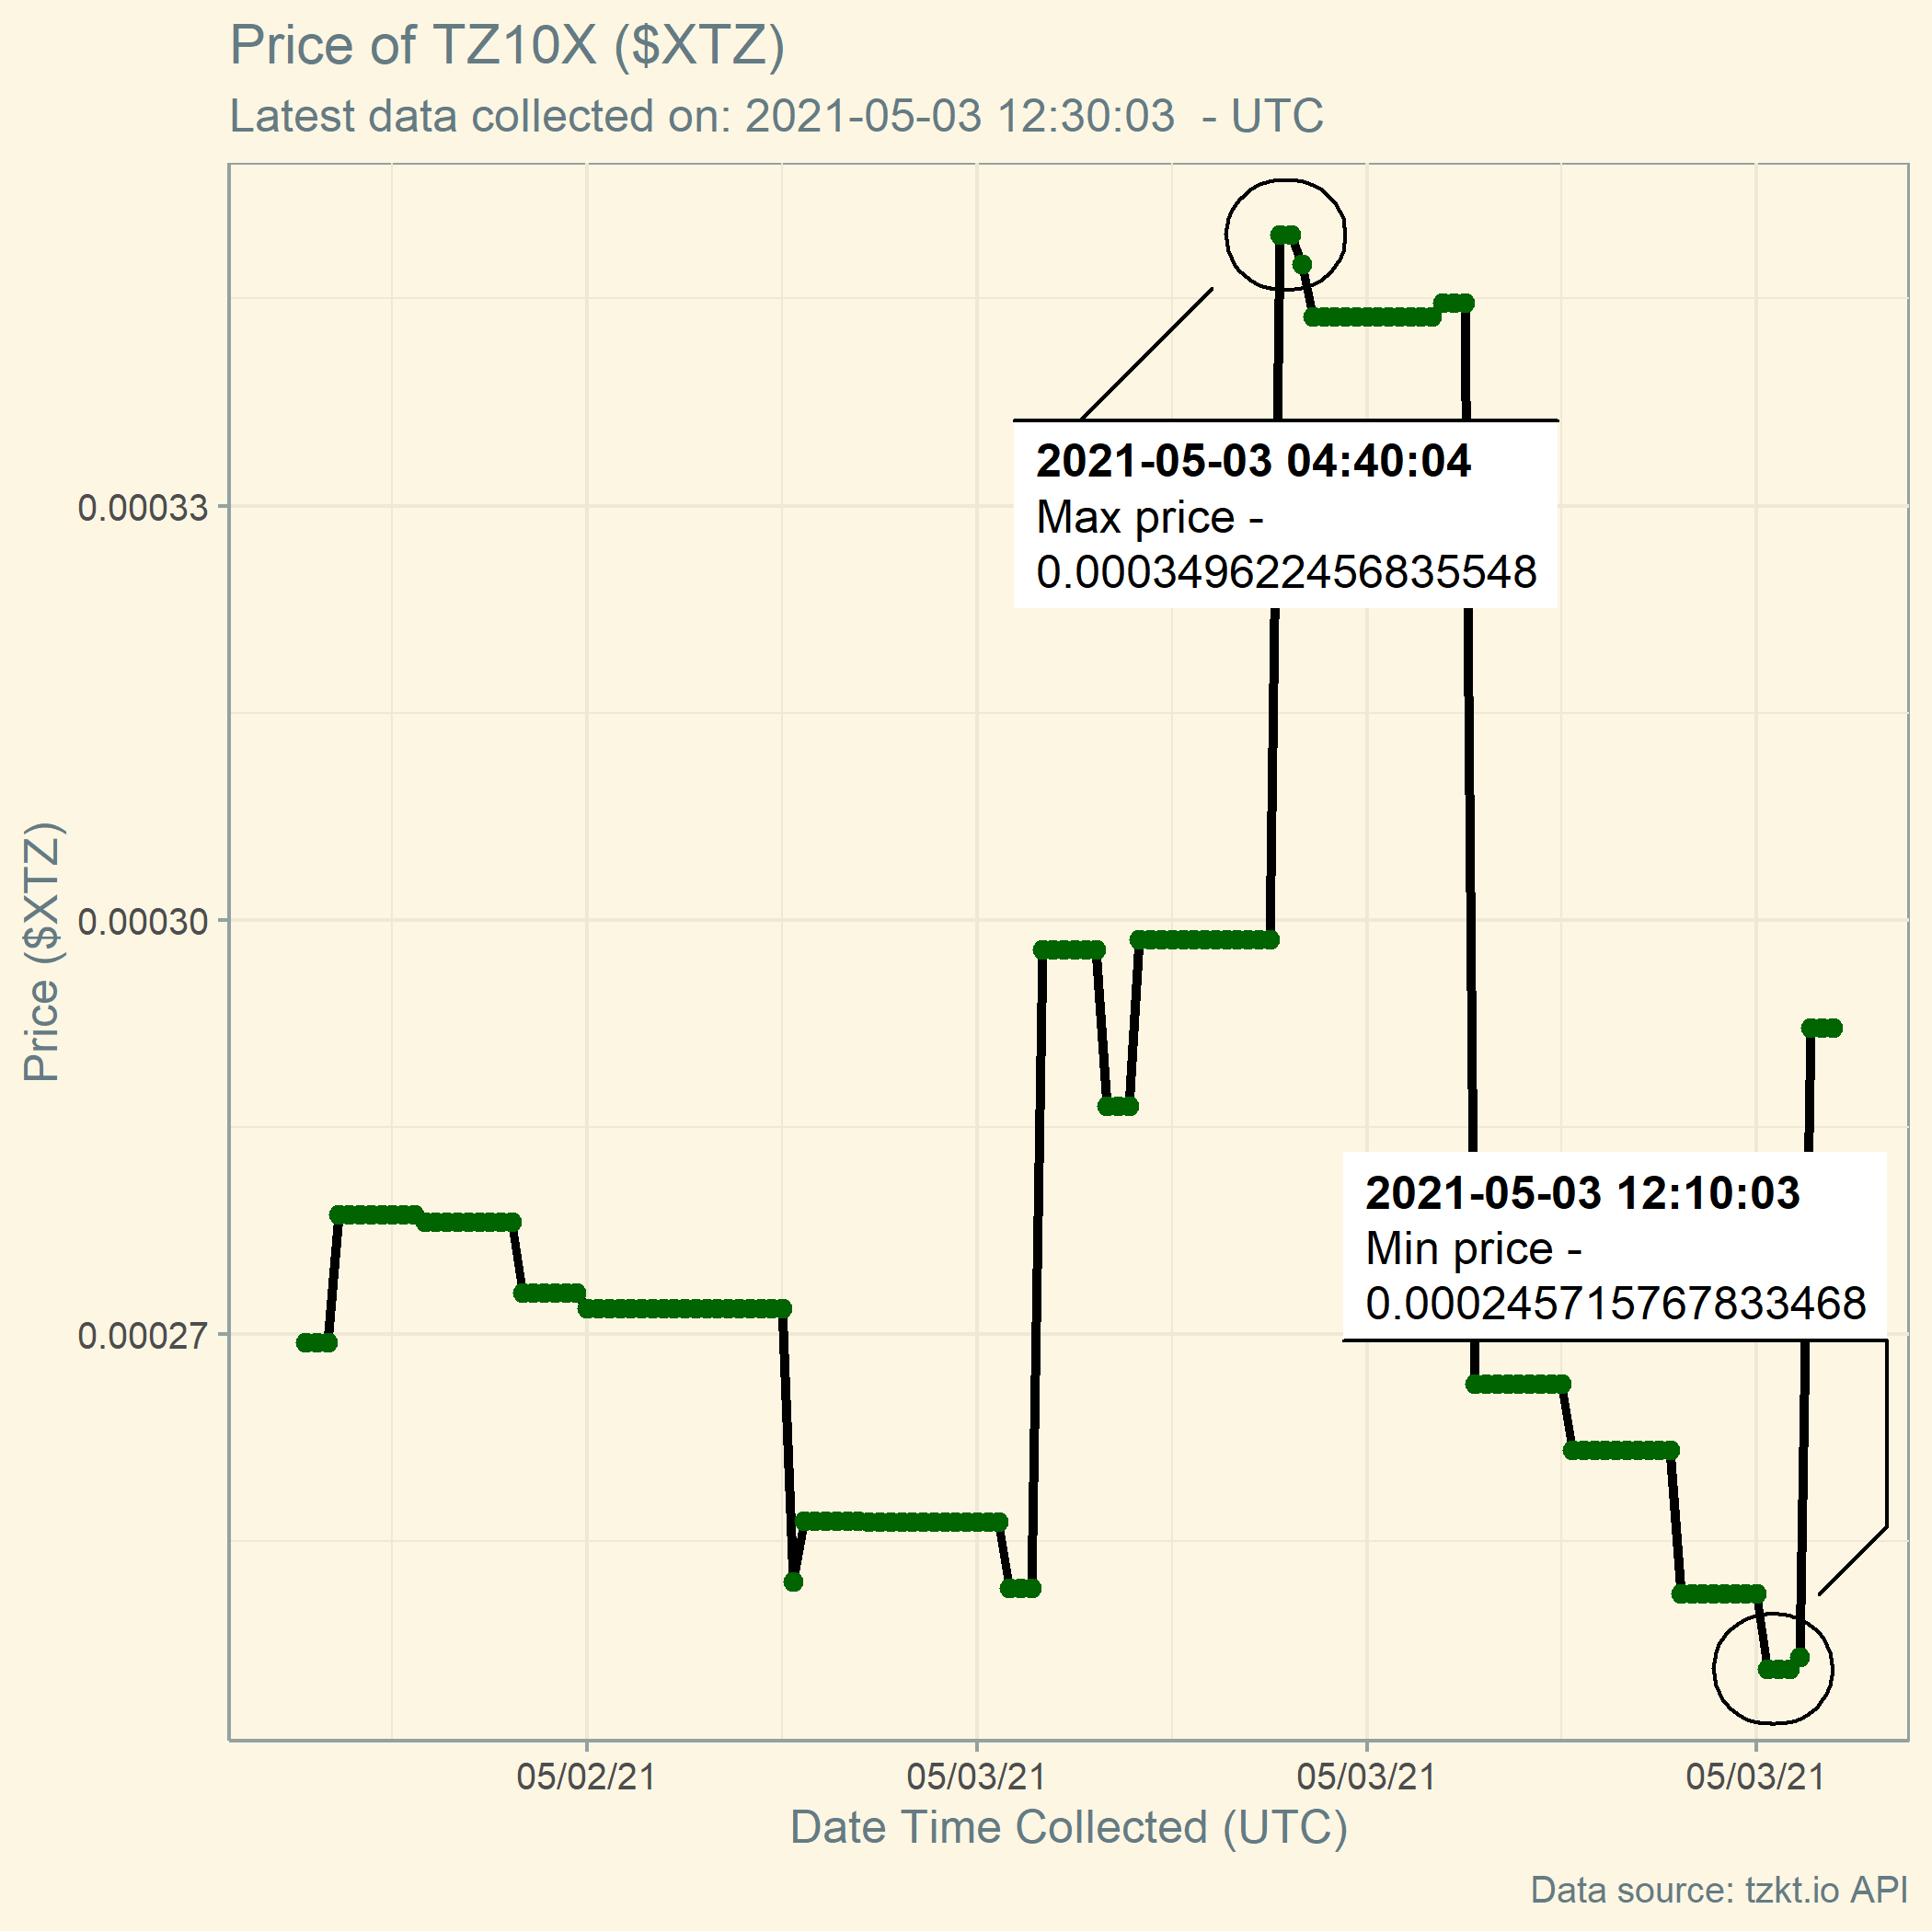 Price of TZ10X ($XTZ)
Latest data collected on: 2021-05-03 12:30:03  - UTC
Price ($XTZ)
0.00033
0.00030
0.00027
2021-05-03 04:40:04
Max price -
0.000349622456835548
2021-05-03 12:10:03
Min price -
0.000245715767833468
05/02/21
05/03/21
05/03/21
05/03/21
Date Time Collected (UTC)
Data source: tzkt.io API